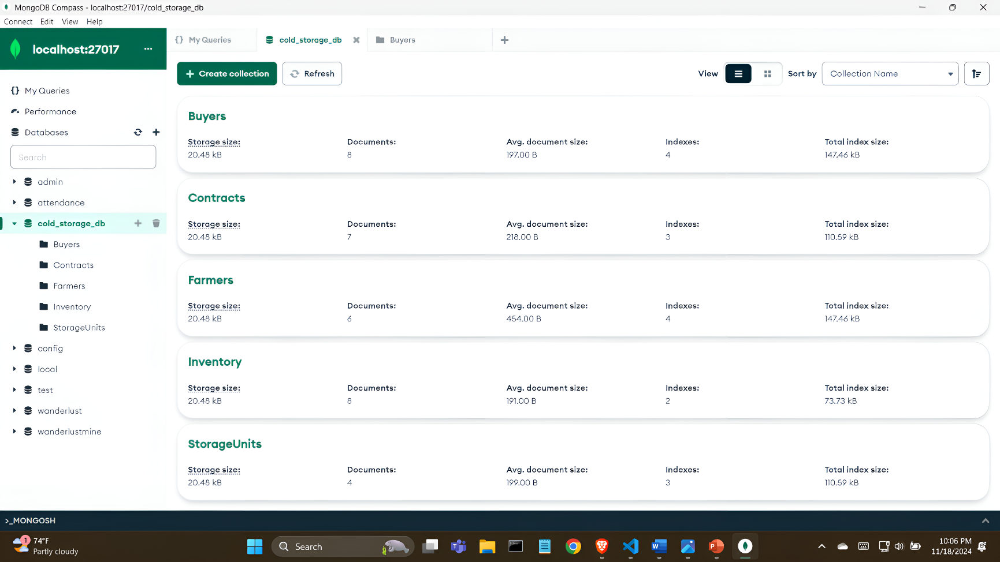 MongoDB Compass - localhost:27017/cold_storage_db
Connect Edit View Help
localhost:27017 ...
{} My Queries
cold_storage_db
Buyers
My Queries
Performance
Databases
Search
admin
attendance
cold_storage_db
Buyers
Contracts
Farmers
Inventory
StorageUnits
config
local
test
wanderlust
wanderlustmine
Create collection Refresh View Sort by Collection Name
Buyers
Storage size: Documents: Avg. document size: Indexes: Total index size:
20.48 kB 8 197.00 B 4 147.46 kB
Contracts
Storage size: Documents: Avg. document size: Indexes: Total index size:
20.48 kB 7 218.00 B 3 110.59 kB
Farmers
Storage size: Documents: Avg. document size: Indexes: Total index size:
20.48 kB 6 454.00 B 4 147.46 kB
Inventory
Storage size: Documents: Avg. document size: Indexes: Total index size:
20.48 kB 8 191.00 B 2 73.73 kB
StorageUnits
Storage size: Documents: Avg. document size: Indexes: Total index size:
20.48 kB 4 199.00 B 3 110.59 kB
>_MONGOSH
1 74°F
Partly cloudy
Search
10:06 PM
11/18/2024